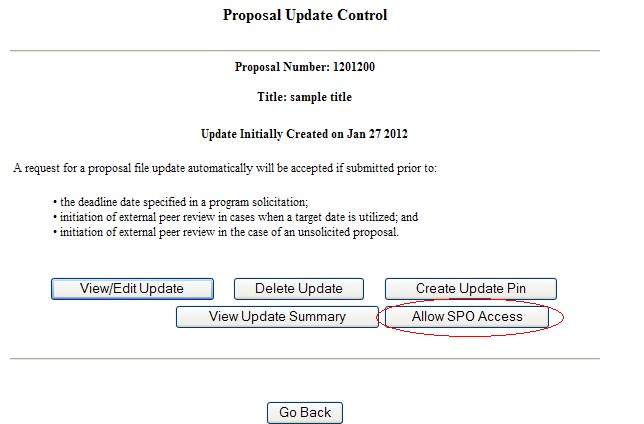 Proposal Update Control
Proposal Number: 1201200
Title: sample title
Update Initially Created on Jan 27 2012
A request for a proposal file update automatically will be accepted if submitted prior to:
• the deadline date specified in a program solicitation;
• initiation of external peer review in cases when a target date is utilized; and
• initiation of external peer review in the case of an unsolicited proposal.
View/Edit Update Delete Update Create Update Pin
View Update Summary Allow SPO Access
Go Back